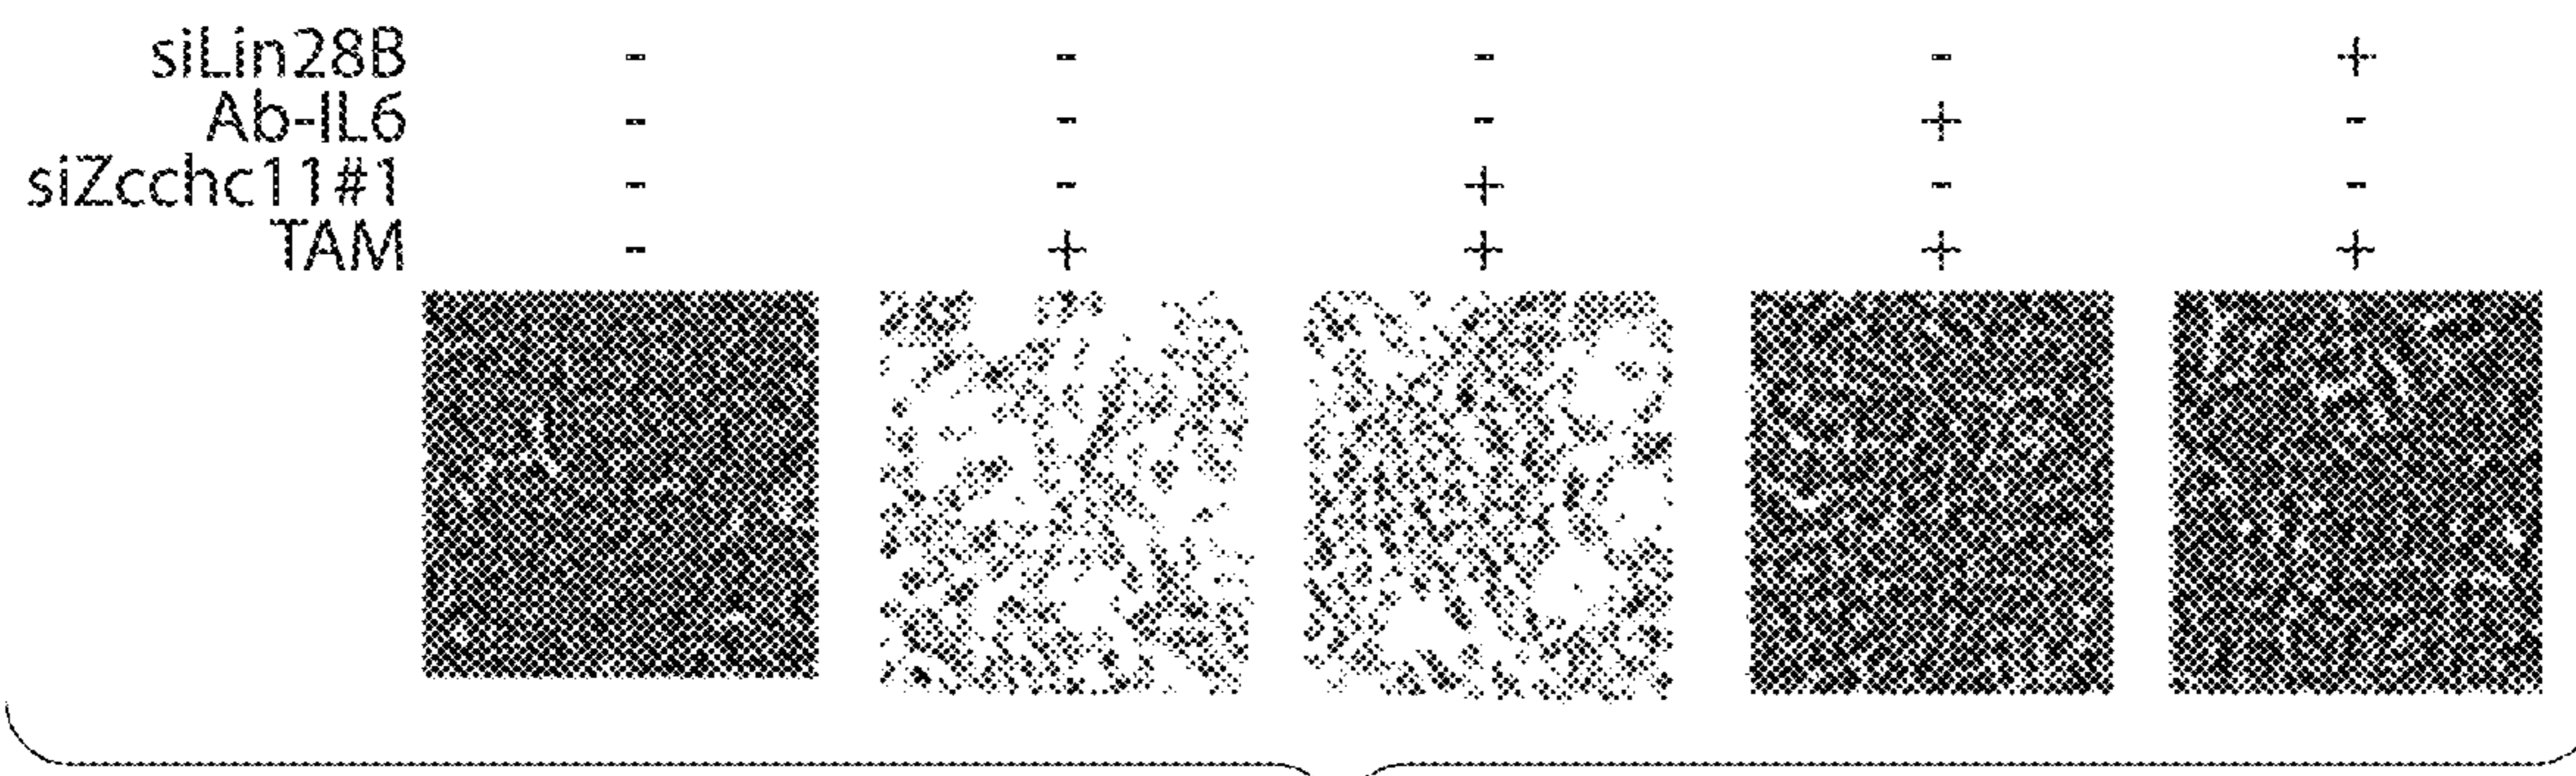 siLin28B - - - - +
Ab-IL6 - - - + -
siZcchc11#1 - - + - -
TAM - + + + +